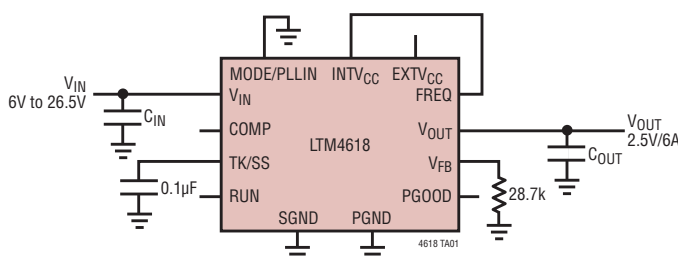 MODE/PLLIN INTVCC EXTVCC
VIN
6V to 26.5V
VIN
FREQ
CIN
COMP
LTM4618
VOUT
VOUT
2.5V/6A
COUT
TK/SS
VFB
0.1µF
RUN
PGOOD
28.7k
SGND PGND
4618 TA01